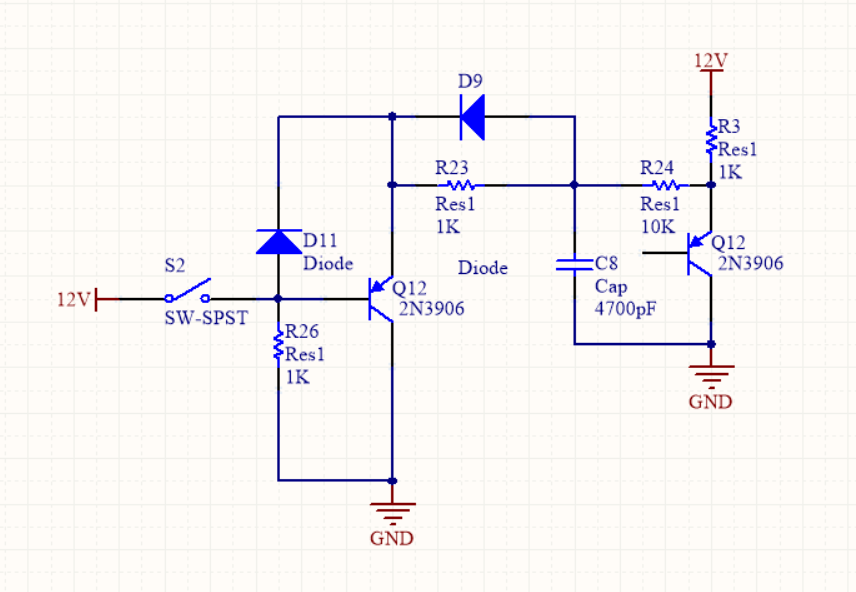 12V
D9
R3
Res1
1K
R23
Res1
1K
R24
Res1
10K
D11
Diode
Q12
2N3906
S2
Diode
C8
Cap
4700pF
12V
SW-SPST
Q12
2N3906
R26
Res1
1K
GND
GND